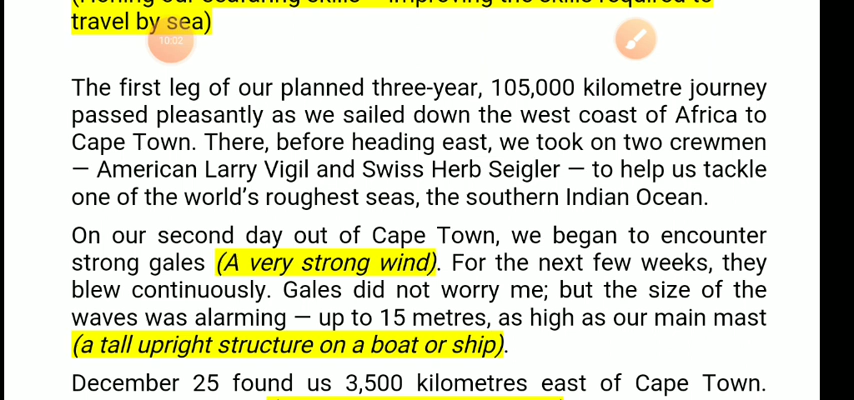 travel by sea)
10:02
The first leg of our planned three-year, 105,000 kilometre journey
passed pleasantly as we sailed down the west coast of Africa to
Cape Town. There, before heading east, we took on two crewmen
— American Larry Vigil and Swiss Herb Seigler — to help us tackle
one of the world’s roughest seas, the southern Indian Ocean.
On our second day out of Cape Town, we began to encounter
strong gales (A very strong wind). For the next few weeks, they
blew continuously. Gales did not worry me; but the size of the
waves was alarming — up to 15 metres, as high as our main mast
(a tall upright structure on a boat or ship).
December 25 found us 3,500 kilometres east of Cape Town.